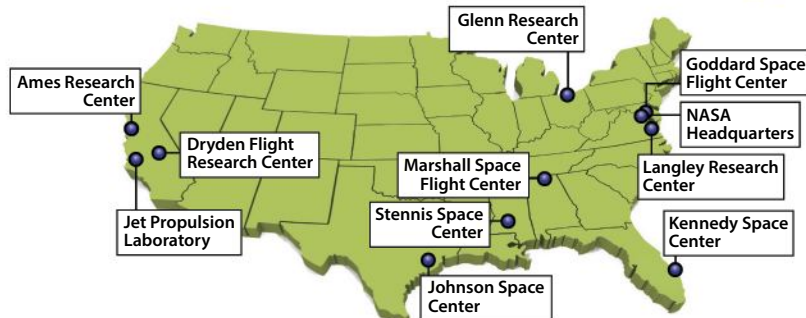 Glenn Research
Center
Goddard Space
Flight Center
Ames Research
Center
NASA
Headquarters
Dryden Flight
Research Center
Marshall Space
Flight Center
Langley Research
Center
Jet Propulsion
Laboratory
Stennis Space
Center
Kennedy Space
Center
Johnson Space
Center